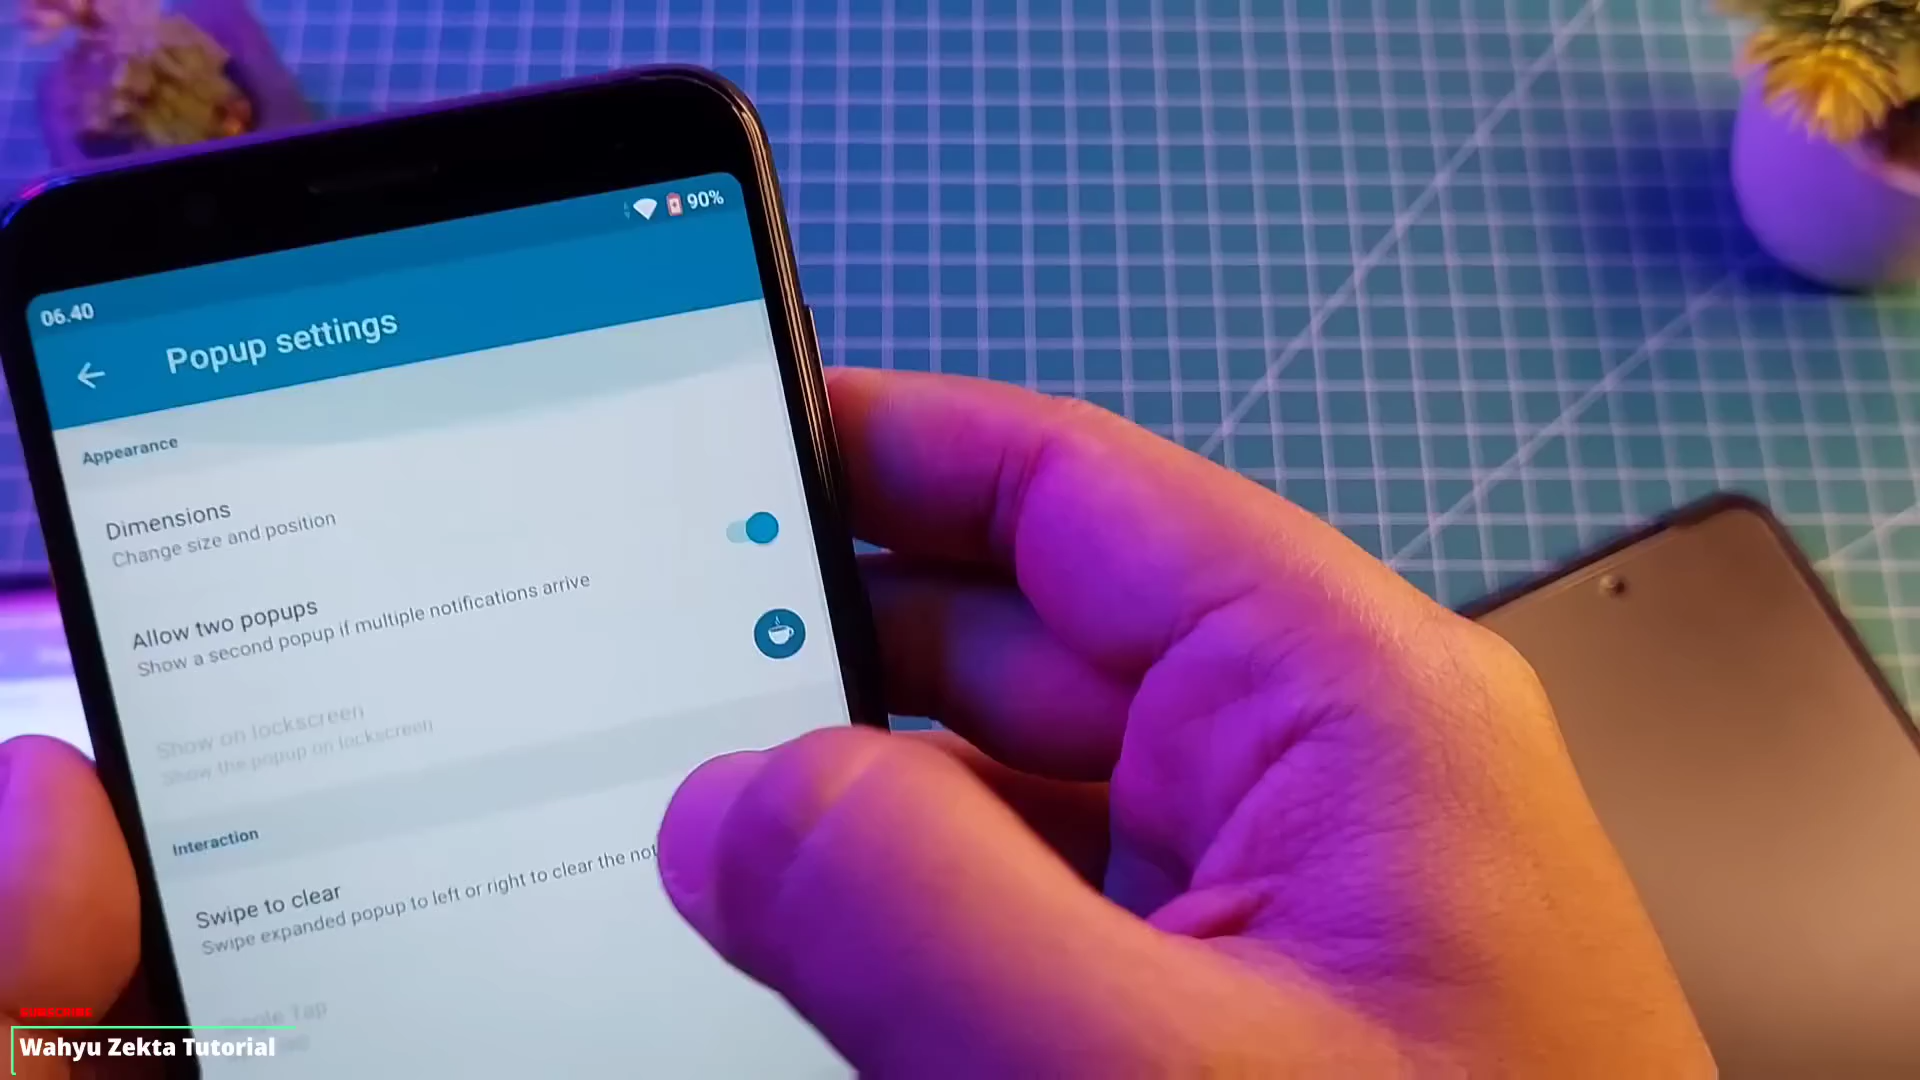 06.40
90%
Popup settings
Appearance
Dimensions
Change size and position
Allow two popups
Show a second popup if multiple notifications arrive
Show on lockscreen
Show the popup on lockscreen
Interaction
Swipe to clear
Swipe expanded popup to left or right to clear the not
Tap
SUBSCRIBE
Wahyu Zekta Tutorial